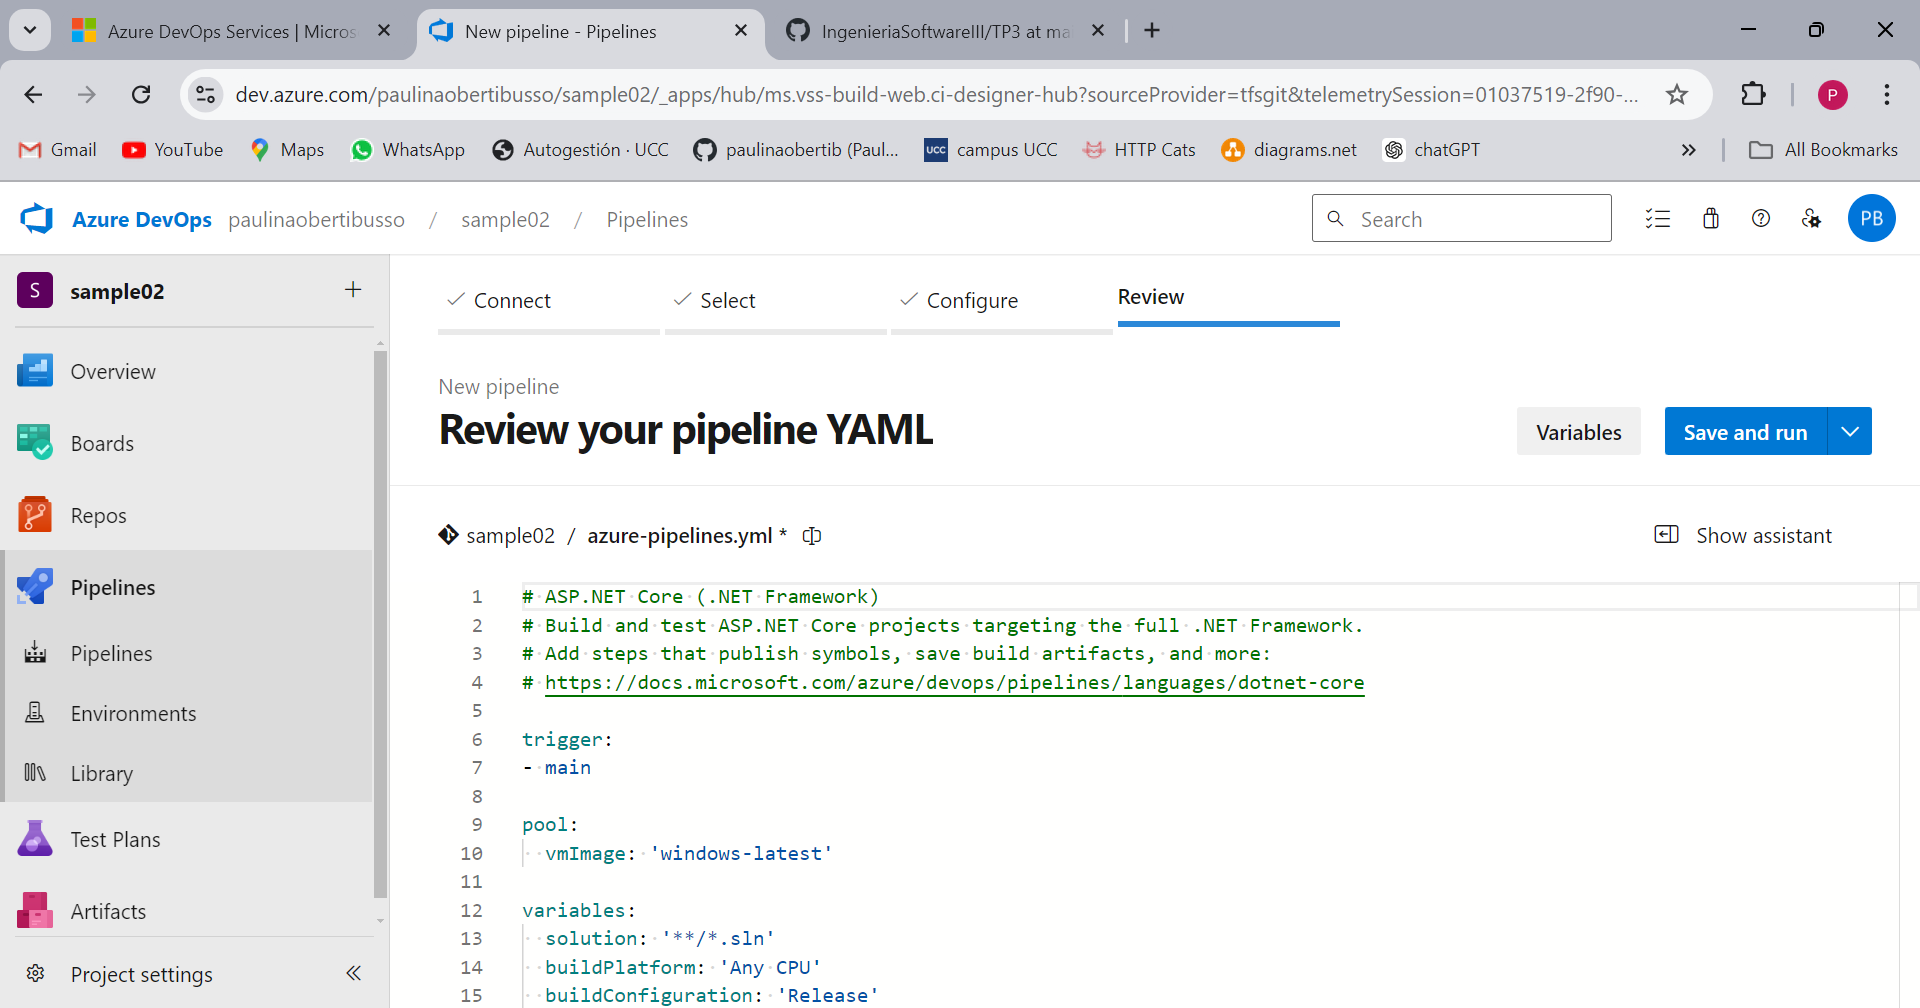 Azure DevOps Services | Micros
New pipeline - Pipelines
IngenieriaSoftwareIII/TP3 at ma
dev.azure.com/paulinaobertibusso/sample02/_apps/hub/ms.vss-build-web.ci-designer-hub?sourceProvider=tfsgit&telemetrySession=01037519-2f90-...
P
Gmail
YouTube
Maps
WhatsApp
Autogestión · UCC
paulinaobertib (Paul...
UCC
campus UCC
HTTP Cats
diagrams.net
chatGPT
All Bookmarks
Azure DevOps paulinaobertibusso / sample02 / Pipelines
Search
PB
S
sample02
Overview
Boards
Repos
Pipelines
Pipelines
Environments
Library
Test Plans
Artifacts
Project settings
Connect
Select
Configure
Review
New pipeline
Review your pipeline YAML
Variables
Save and run
sample02 / azure-pipelines.yml *
Show assistant
1 # ASP.NET Core (.NET Framework)
2 # Build and test ASP.NET Core projects targeting the full .NET Framework.
3 # Add steps that publish symbols, save build artifacts, and more:
4 # https://docs.microsoft.com/azure/devops/pipelines/languages/dotnet-core
5
6 trigger:
7 - main
8
9 pool:
10 vmImage: 'windows-latest'
11
12 variables:
13 solution: '**/*.sln'
14 buildPlatform: 'Any CPU'
15 buildConfiguration: 'Release'